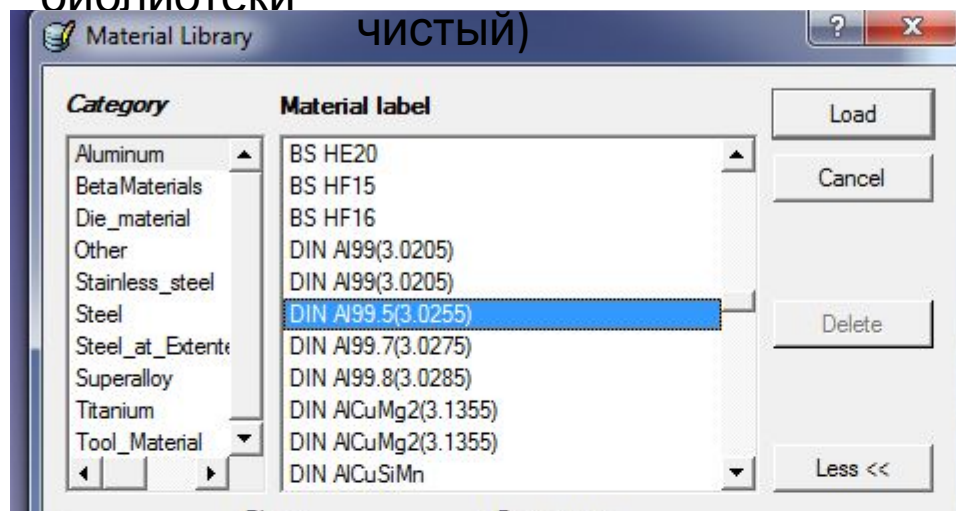 библиотски
чистый)
Material Library
Category
Aluminum
BetaMaterials
Die_material
Other
Stainless_steel
Steel
Steel_at_Extente
Superalloy
Titanium
Tool_Material
Material label
BS HE20
BS HF15
BS HF16
DIN Al99(3.0205)
DIN Al99(3.0205)
DIN Al99.5(3.0255)
DIN Al99.7(3.0275)
DIN Al99.8(3.0285)
DIN AlCuMg2(3.1355)
DIN AlCuMg2(3.1355)
DIN AlCuSiMn
Load
Cancel
Delete
Less <<